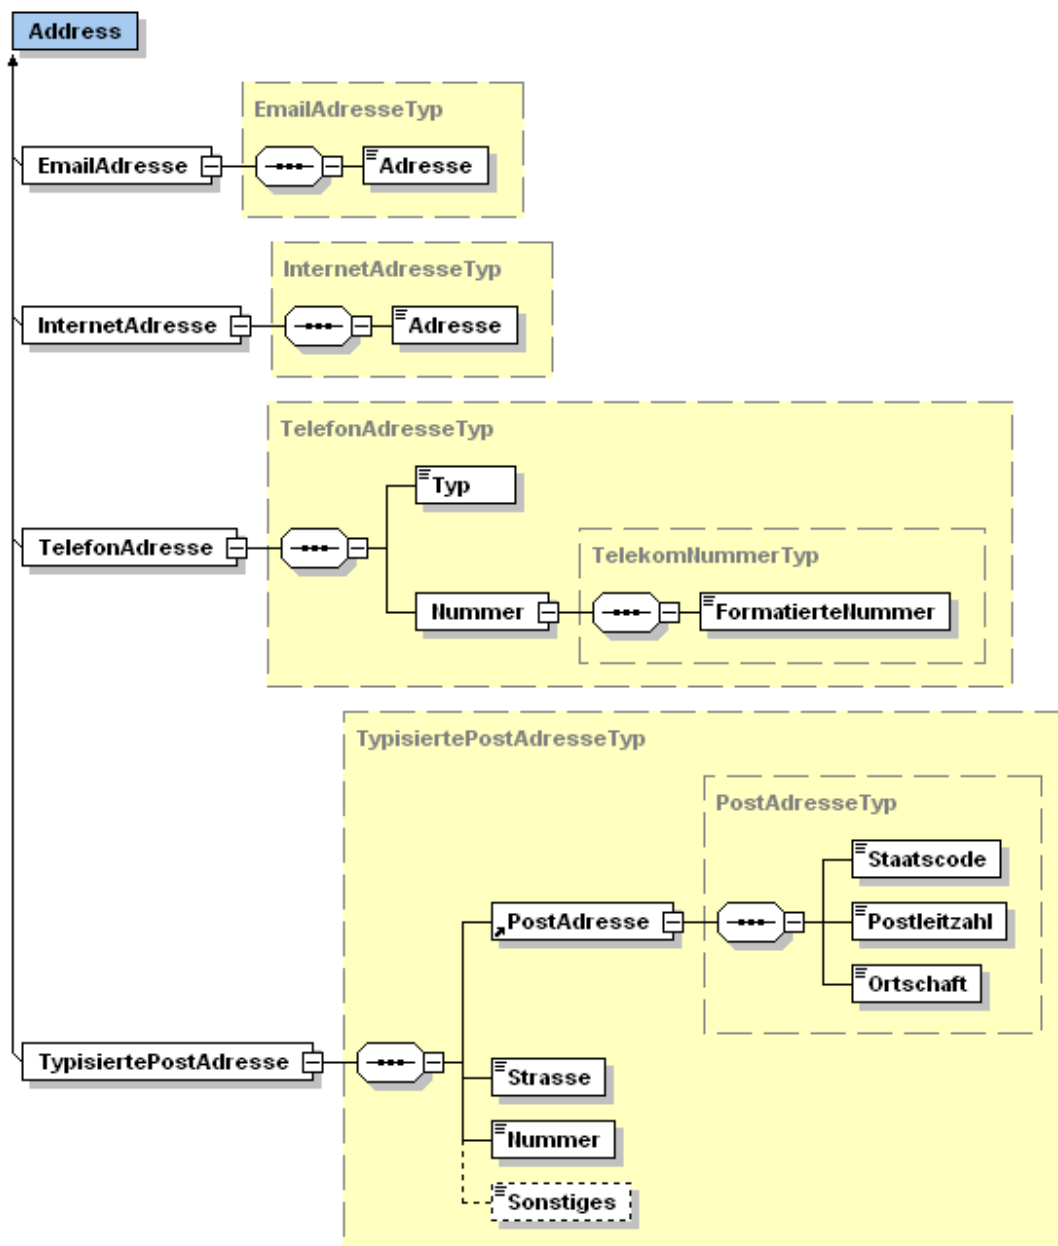 Address
EmailAdresseTyp
EmailAdresse
Adresse
InternetAdresseTyp
InternetAdresse
Adresse
TelefonAdresseTyp
Typ
TelefonAdresse
TelekomNummerTyp
Nummer
FormatierteNummer
TypisiertePostAdresseTyp
PostAdresseTyp
Staatscode
PostAdresse
Postleitzahl
Ortschaft
TypisiertePostAdresse
Strasse
Nummer
Sonstiges